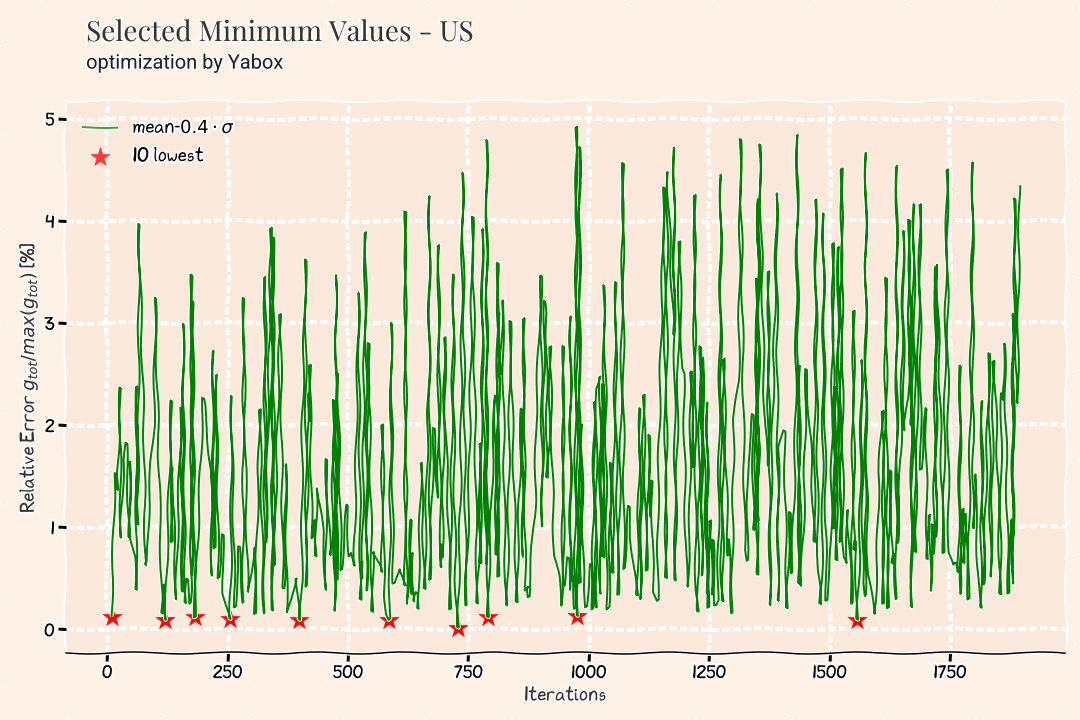 Selected Minimum Values - US
optimization by Yabox
mean-0.4 · σ
10 lowest
Relative Error g_tot/max(g_tot) [%]
5
4
3
2
1
0
0 250 500 750 1000 1250 1500 1750
Iterations